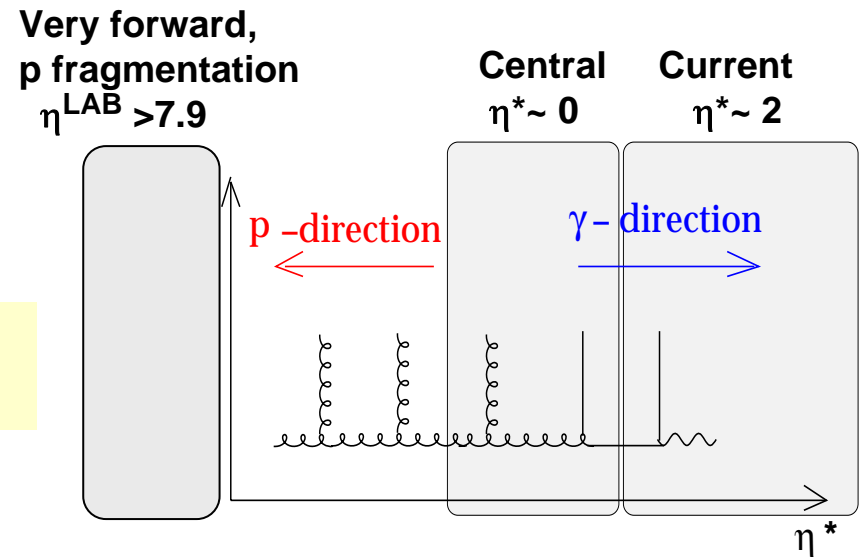 Very forward,
p fragmentation
η^LAB >7.9
Central
η*~ 0
Current
η*~ 2
p –direction
γ – direction
η *